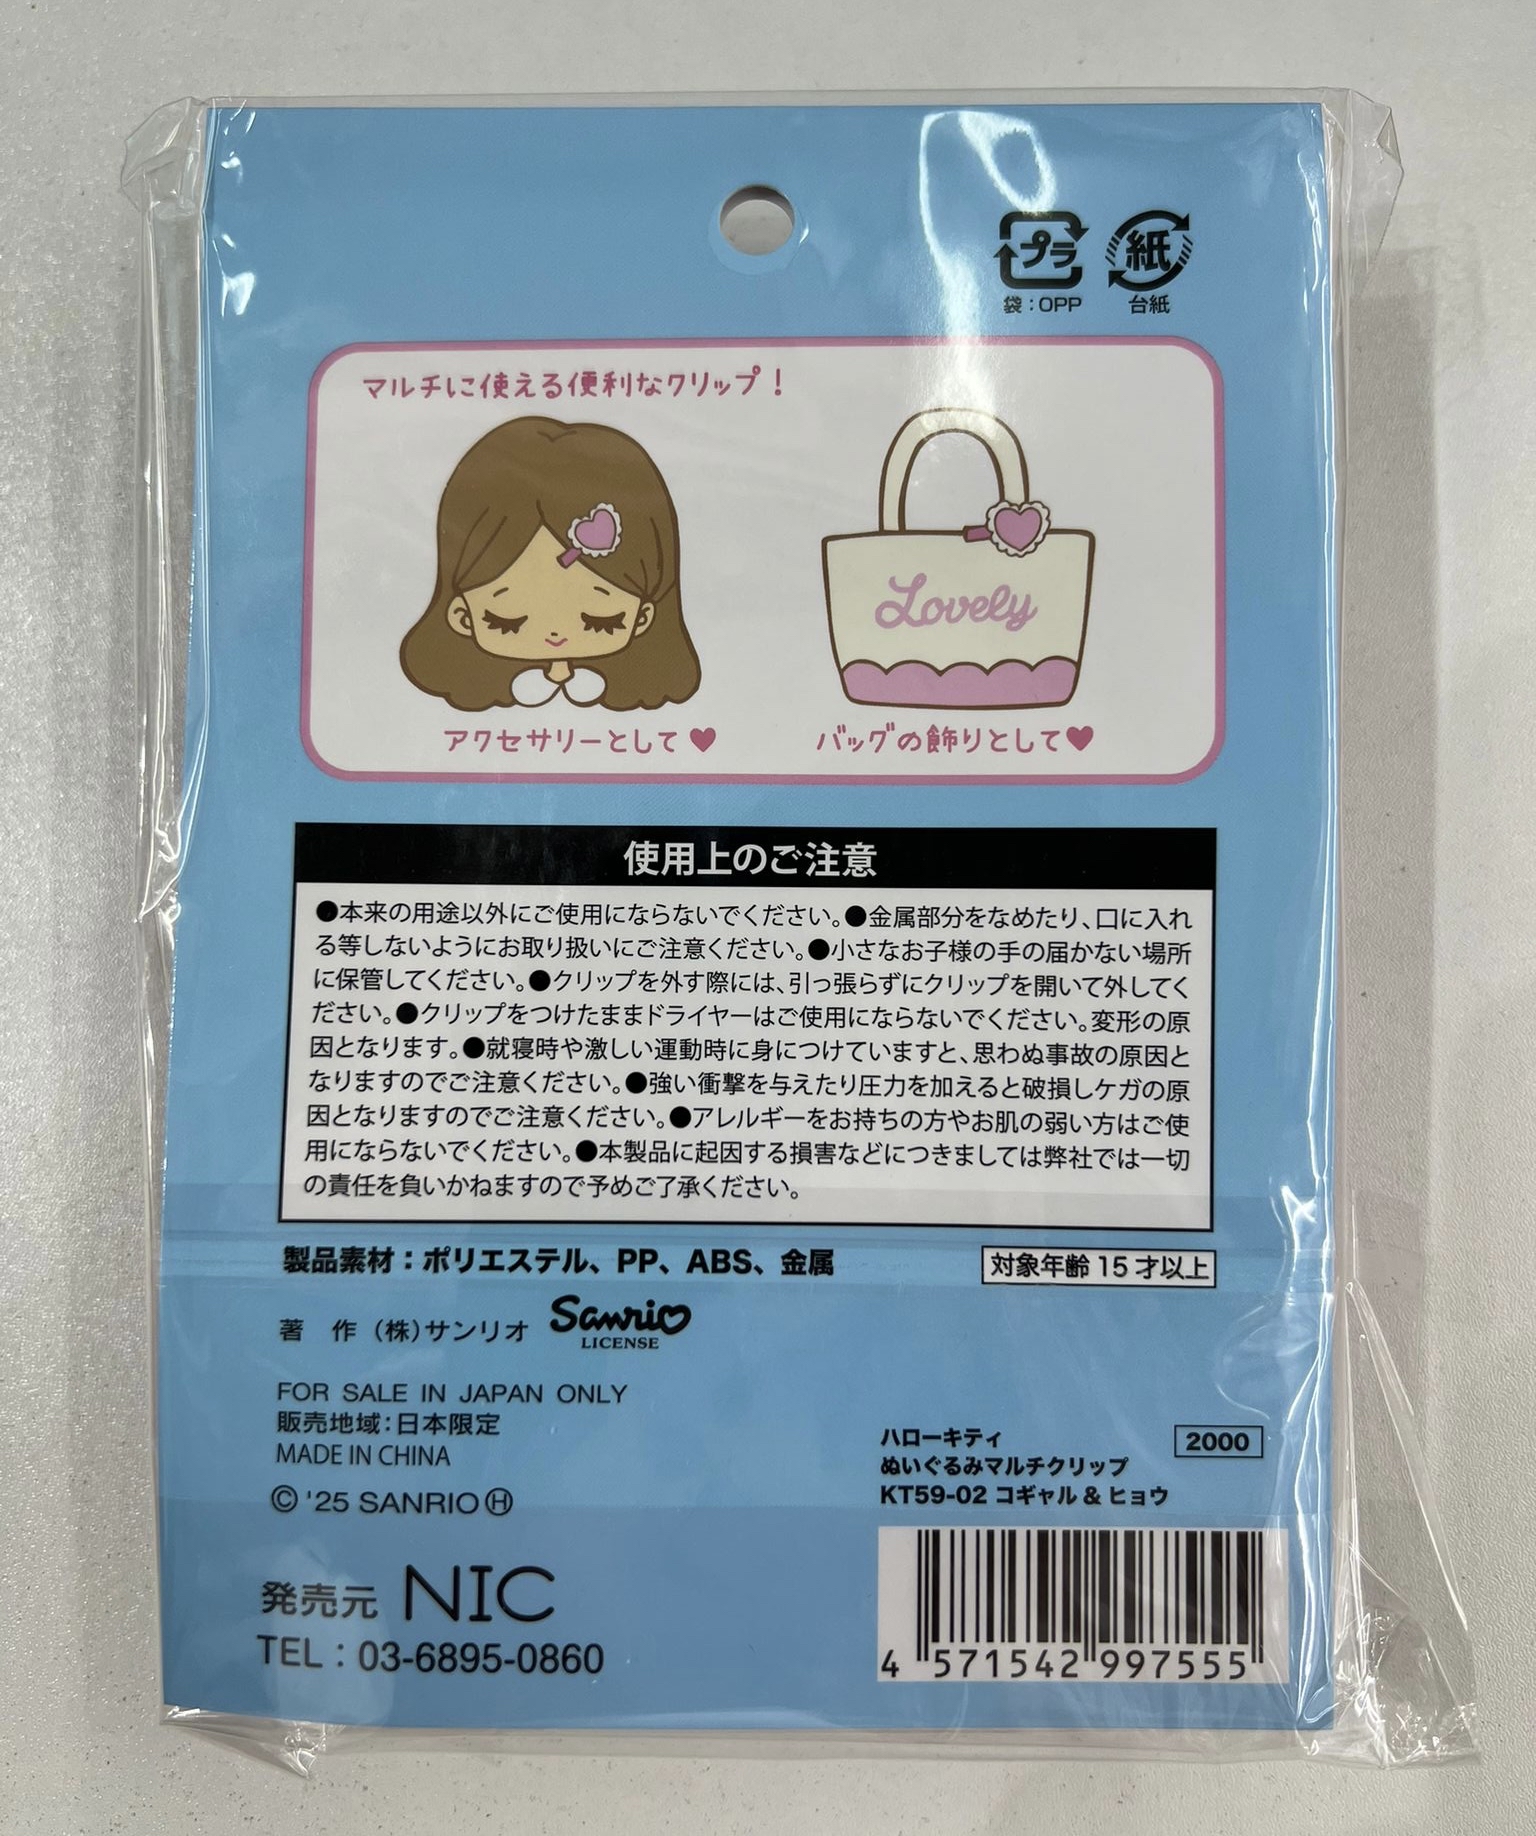 プラ
袋：OPP
紙
台紙
マルチに使える便利なクリップ！
Lovely
アクセサリーとして♥
バッグの飾りとして♥
使用上のご注意
●本来の用途以外にご使用にならないでください。●金属部分をなめたり、口に入れ
る等しないようにお取り扱いにご注意ください。●小さなお子様の手の届かない場所
に保管してください。●クリップを外す際には、引っ張らずにクリップを開いて外してく
ださい。●クリップをつけたままドライヤーはご使用にならないでください。変形の原
因となります。●就寝時や激しい運動時に身につけていますと、思わぬ事故の原因と
なりますのでご注意ください。●強い衝撃を与えたり圧力を加えると破損しケガの原
因となりますのでご注意ください。●アレルギーをお持ちの方やお肌の弱い方はご使
用にならないでください。●本製品に起因する損害などにつきましては弊社では一切
の責任を負いかねますので予めご了承ください。
製品素材：ポリエステル、PP、ABS、金属
対象年齢 15 才以上
著　作（株）サンリオ
Sanrio
LICENSE
FOR SALE IN JAPAN ONLY
販売地域：日本限定
MADE IN CHINA
© '25 SANRIO Ⓗ
発売元 NIC
TEL：03-6895-0860
ハローキティ
ぬいぐるみマルチクリップ
KT59-02 コギャル & ヒョウ
2000
4 571542 997555